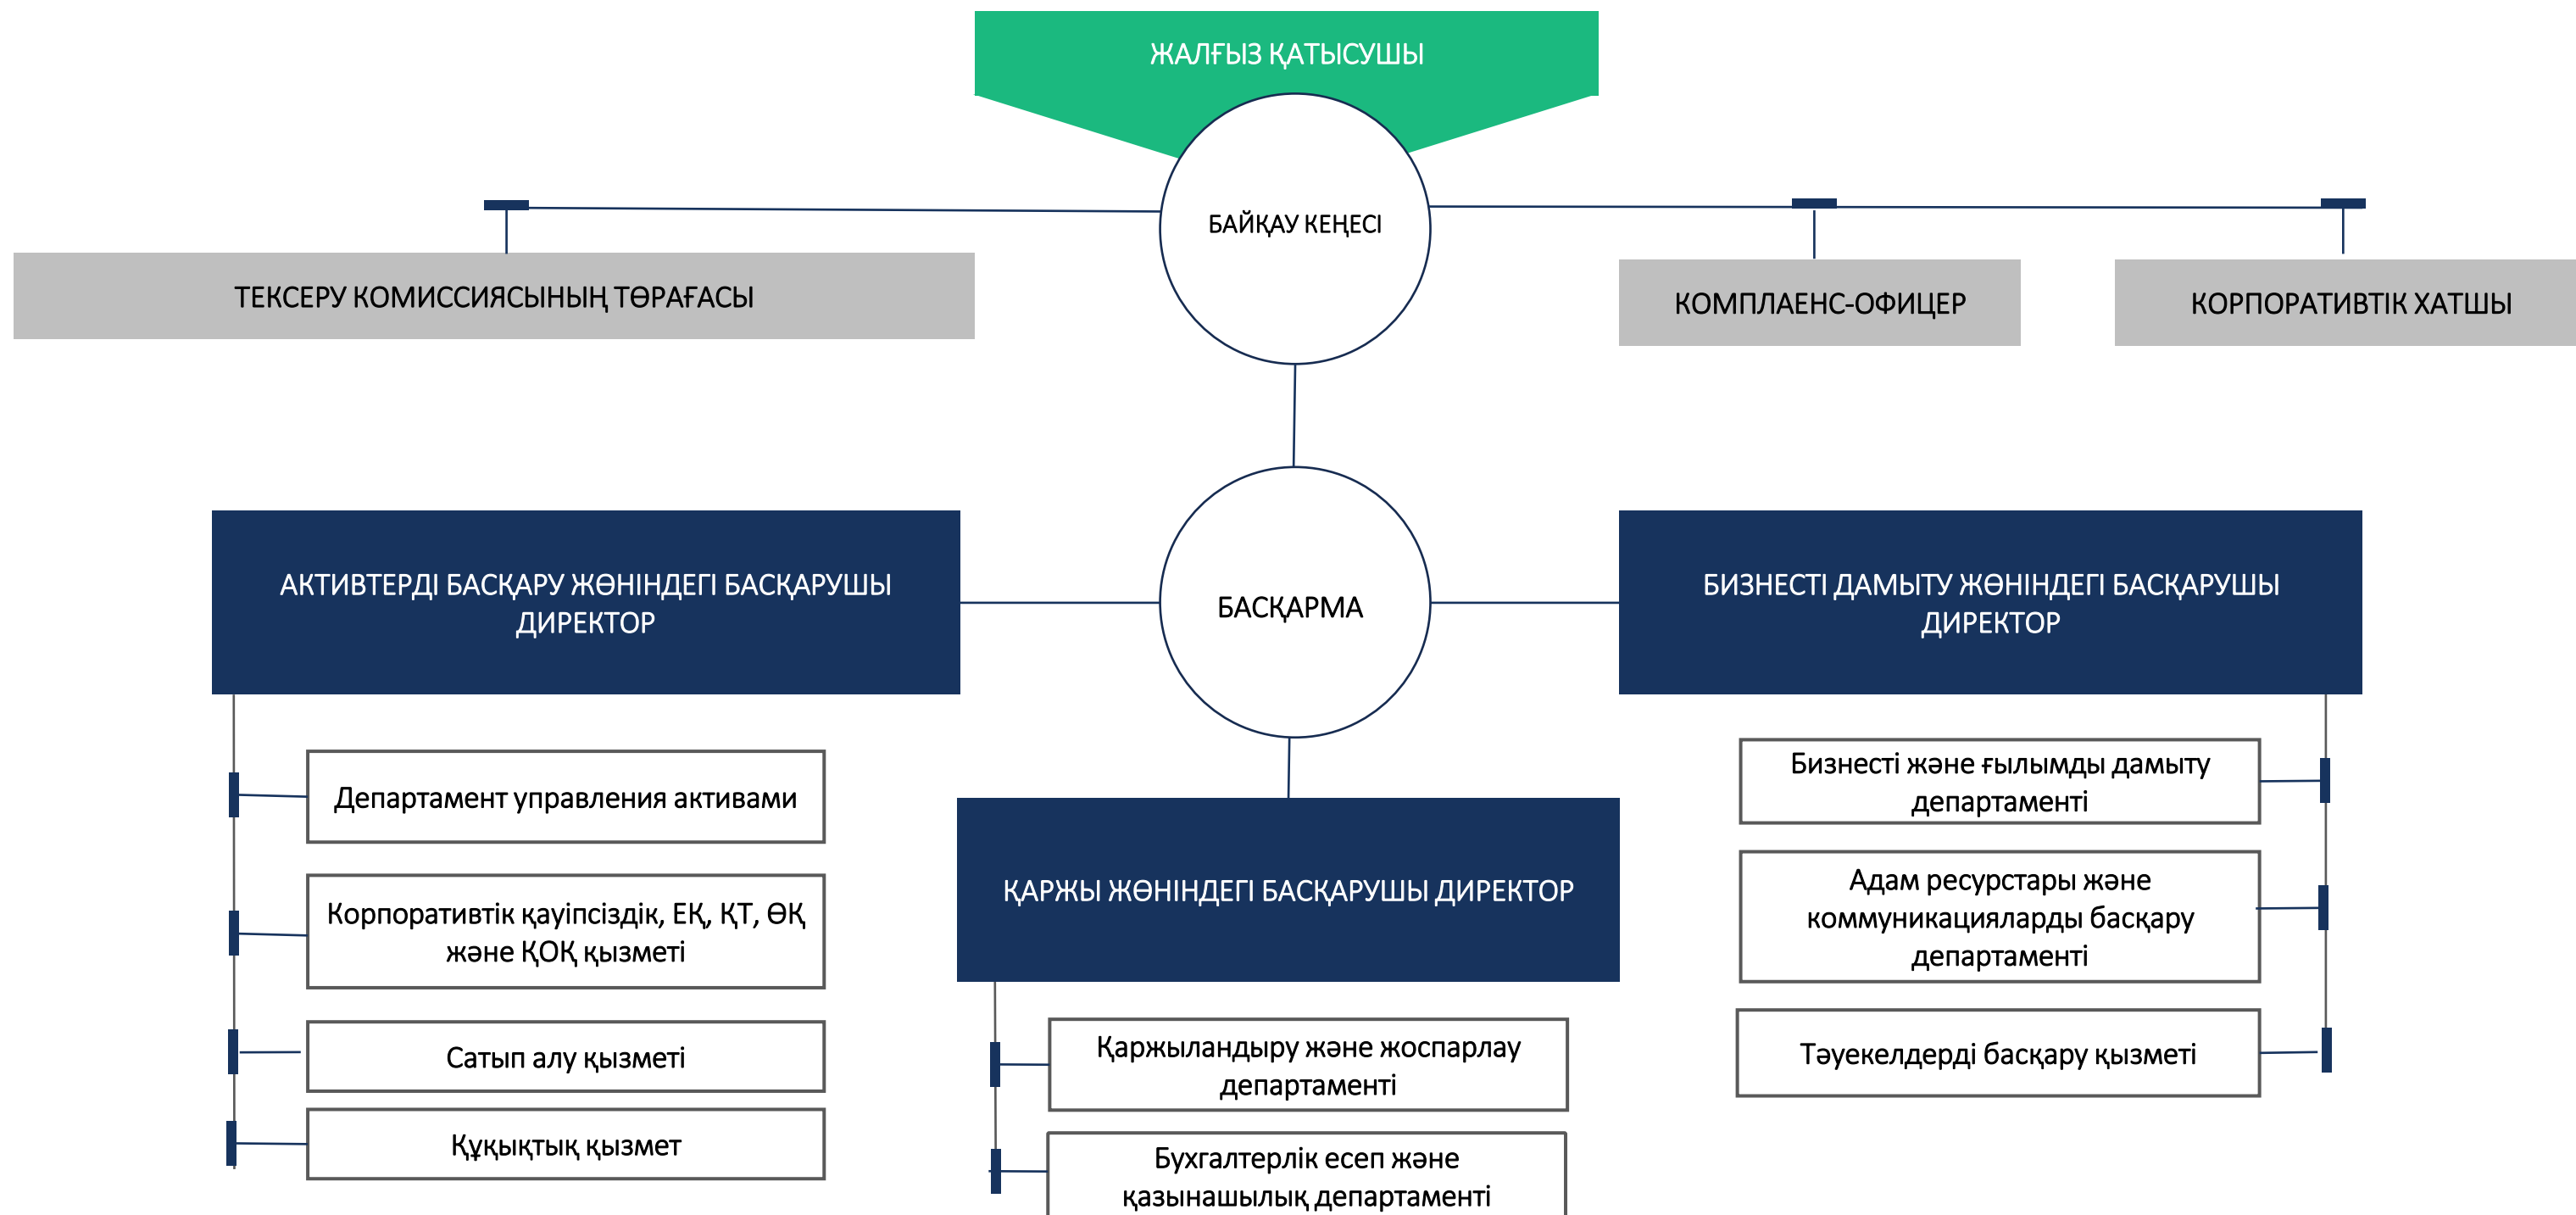 ЖАЛҒЫЗ ҚАТЫСУШЫ
БАЙҚАУ КЕҢЕСІ
ТЕКСЕРУ КОМИССИЯСЫНЫҢ ТӨРАҒАСЫ
КОМПЛАЕНС-ОФИЦЕР
КОРПОРАТИВТІК ХАТШЫ
БАСҚАРМА
АКТИВТЕРДІ БАСҚАРУ ЖӨНІНДЕГІ БАСҚАРУШЫ
ДИРЕКТОР
Департамент управления активами
Корпоративтік қауіпсіздік, ЕҚ, ҚТ, ӨҚ
және ҚОҚ қызметі
Сатып алу қызметі
Құқықтық қызмет
ҚАРЖЫ ЖӨНІНДЕГІ БАСҚАРУШЫ ДИРЕКТОР
Қаржыландыру және жоспарлау
департаменті
Бухгалтерлік есеп және
қазынашылық департаменті
БИЗНЕСТІ ДАМЫТУ ЖӨНІНДЕГІ БАСҚАРУШЫ
ДИРЕКТОР
Бизнесті және ғылымды дамыту
департаменті
Адам ресурстары және
коммуникацияларды басқару
департаменті
Тәуекелдерді басқару қызметі